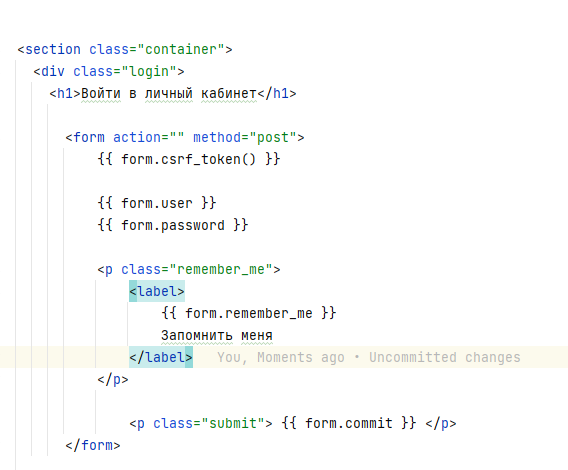 <section class="container">
<div class="login">
<h1>Войти в личный кабинет</h1>
<form action="" method="post">
{{ form.csrf_token() }}
{{ form.user }}
{{ form.password }}
<p class="remember_me">
<label>
{{ form.remember_me }}
Запомнить меня
</label> You, Moments ago • Uncommitted changes
</p>
<p class="submit"> {{ form.commit }} </p>
</form>